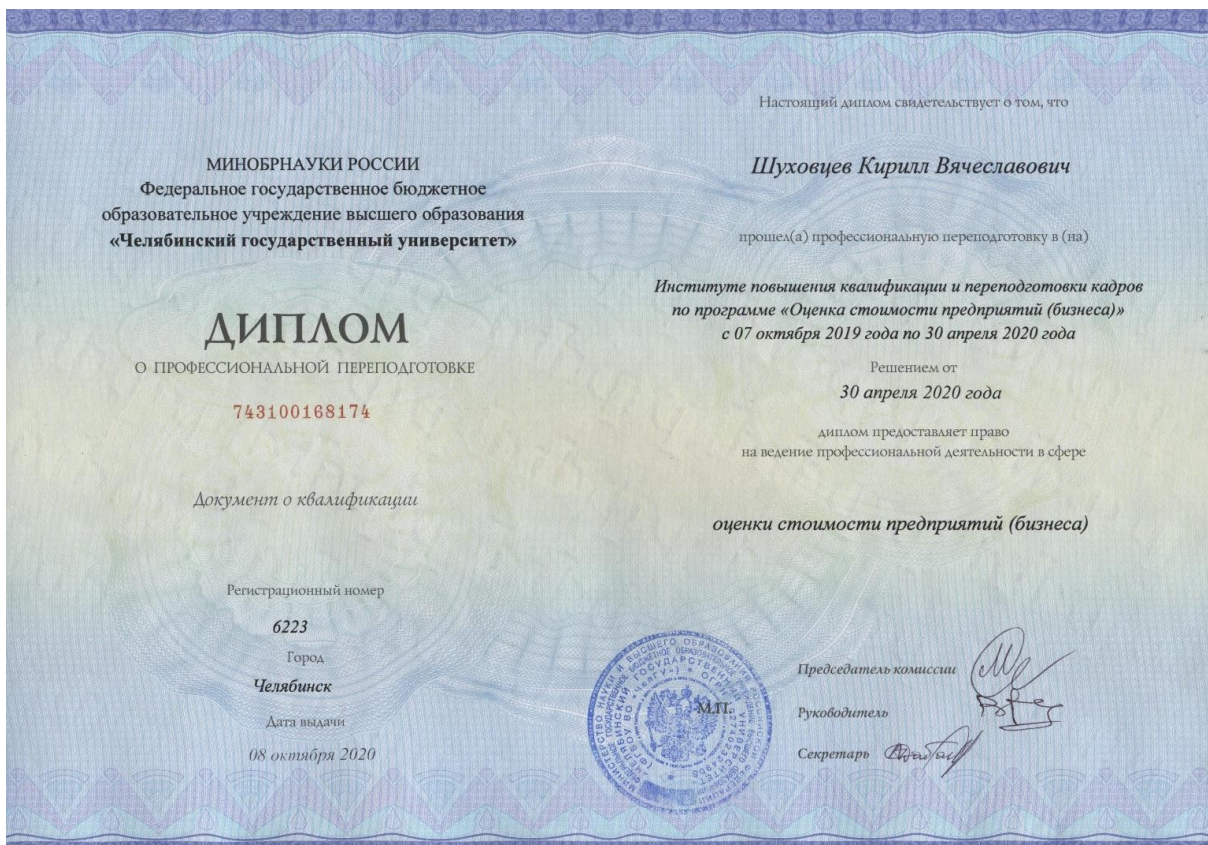 МИНОБРНАУКИ РОССИИ
Федеральное государственное бюджетное
образовательное учреждение высшего образования
«Челябинский государственный университет»
ДИПЛОМ
О ПРОФЕССИОНАЛЬНОЙ ПЕРЕПОДГОТОВКЕ
743100168174
Документ о квалификации
Регистрационный номер
6223
Город
Челябинск
Дата выдачи
08 октября 2020
Настоящий диплом свидетельствует о том, что
Шуховцев Кирилл Вячеславович
прошел(а) профессиональную переподготовку в (на)
Институте повышения квалификации и переподготовки кадров
по программе «Оценка стоимости предприятий (бизнеса)»
с 07 октября 2019 года по 30 апреля 2020 года
Решением от
30 апреля 2020 года
диплом предоставляет право
на ведение профессиональной деятельности в сфере
оценки стоимости предприятий (бизнеса)
М.П.
Председатель комиссии
Руководитель
Секретарь